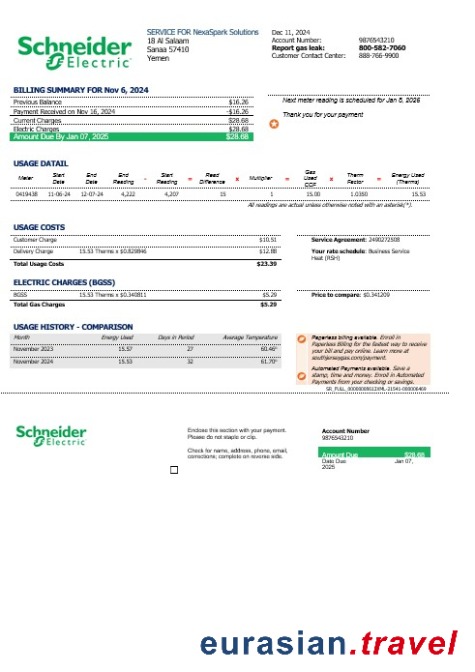 Schneider
Electric
SERVICE FOR NexaSpark Solutions
18 Al Salaam
Sanaa 57410
Yemen
Dec 11, 2024
Account Number: 9876543210
Report gas leak: 800-582-7060
Customer Contact Center: 888-766-9900
BILLING SUMMARY FOR Nov 6, 2024
Previous Balance $16.26
Payment Received on Nov 16, 2024 -$16.26
Current Charges $28.68
Electric Charges $28.68
Amount Due By Jan 07, 2025 $28.68
Next meter reading is scheduled for Jan 6, 2026
Thank you for your payment
USAGE DATAIL
Meter Start Date End Date End Reading - Start Reading = Read Difference x Multiplier = Gas Used CCF x Therm Factor = Energy Used (Therms)
0419438 11-06-24 12-07-24 4,222 4,207 15 1 15.00 1.0350 15.53
All readings are actual unless otherwise noted with an asterisk(*).
USAGE COSTS
Customer Charge $10.51
Delivery Charge 15.53 Therms x $0.829846 $12.88
Total Usage Costs $23.39
Service Agreement: 2490272508
Your rate schedule: Business Service
Heat (RSH)
ELECTRIC CHARGES (BGSS)
BGSS 15.53 Therms x $0.340811 $5.29
Total Gas Charges $5.29
Price to compare: $0.341209
USAGE HISTORY - COMPARISON
Month Energy Used Days in Period Average Temperature
November 2023 15.57 27 60.46°
November 2024 15.53 32 61.70°
Paperless billing available. Enroll in
Paperless Billing for the fastest way to receive
your bill and pay online. Learn more at
southjerseygas.com/payment.
Automated Payments available. Save a
stamp, time and money. Enroll in Automated
Payments from your checking or savings.
Schneider
Electric
Enclose this section with your payment.
Please do not staple or clip.
Check for name, address, phone, email,
corrections; complete on reverse side.
Account Number
9876543210
Amount Due $28.68
Date Due Jan 07,
2025
eurasian.travel